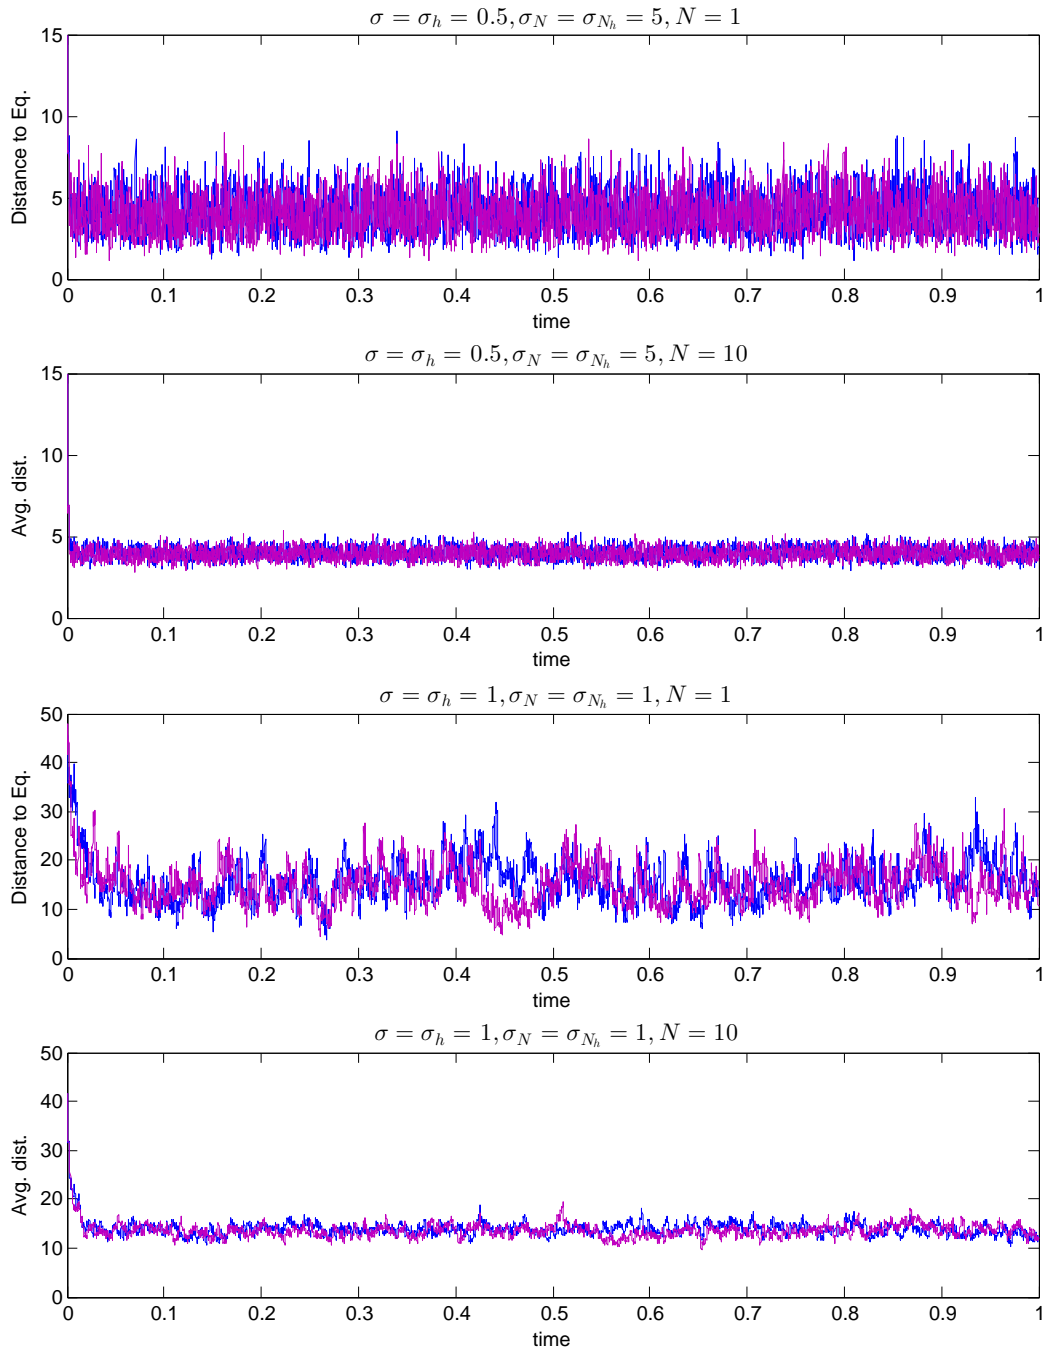 σ = σ_h = 0.5, σ_N = σ_{N_h} = 5, N = 1
15
10
5
0
Distance to Eq.
0 0.1 0.2 0.3 0.4 0.5 0.6 0.7 0.8 0.9 1
time
σ = σ_h = 0.5, σ_N = σ_{N_h} = 5, N = 10
15
10
5
0
Avg. dist.
0 0.1 0.2 0.3 0.4 0.5 0.6 0.7 0.8 0.9 1
time
σ = σ_h = 1, σ_N = σ_{N_h} = 1, N = 1
50
40
30
20
10
0
Distance to Eq.
0 0.1 0.2 0.3 0.4 0.5 0.6 0.7 0.8 0.9 1
time
σ = σ_h = 1, σ_N = σ_{N_h} = 1, N = 10
50
40
30
20
10
0
Avg. dist.
0 0.1 0.2 0.3 0.4 0.5 0.6 0.7 0.8 0.9 1
time